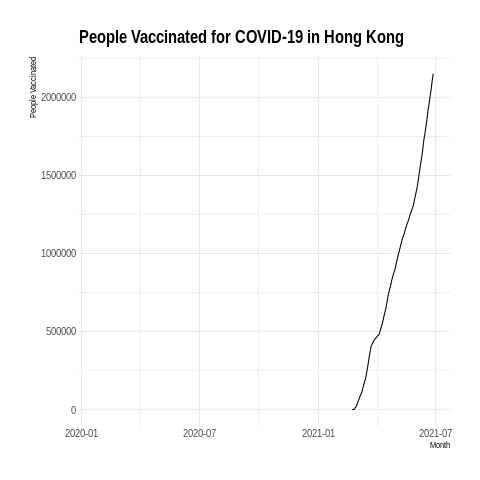 People Vaccinated for COVID-19 in Hong Kong
People Vaccinated
2000000
1500000
1000000
500000
0
2020-01 2020-07 2021-01 2021-07
Month